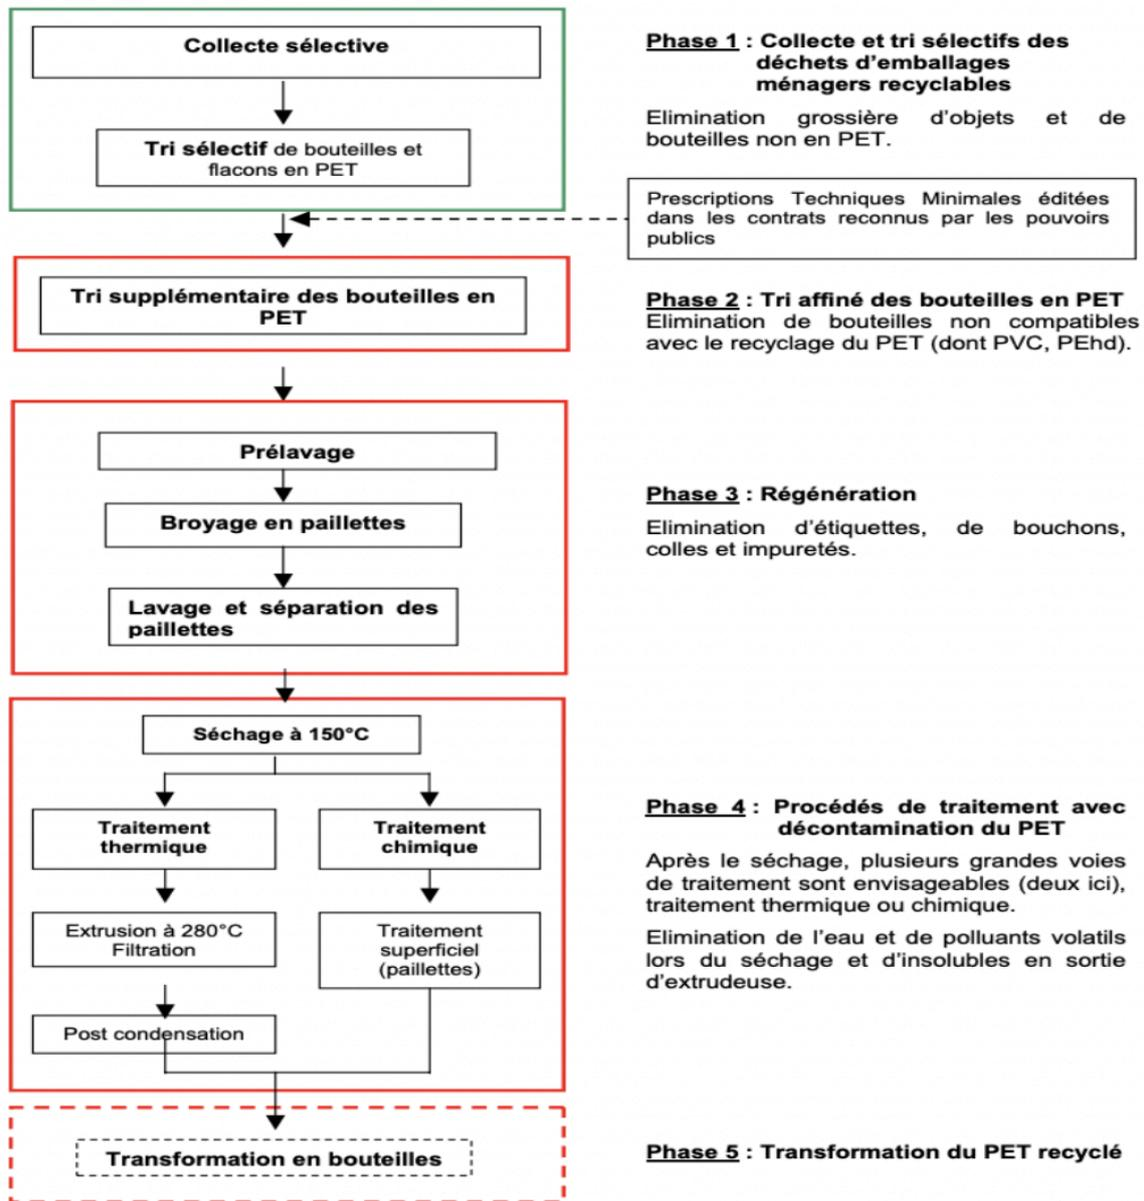 Collecte sélective
Tri sélectif de bouteilles et
flacons en PET
Phase 1 : Collecte et tri sélectifs des
déchets d'emballages
ménagers recyclables
Elimination grossière d'objets et de
bouteilles non en PET.
Prescriptions Techniques Minimales éditées
dans les contrats reconnus par les pouvoirs
publics
Tri supplémentaire des bouteilles en
PET
Phase 2 : Tri affiné des bouteilles en PET
Elimination de bouteilles non compatibles
avec le recyclage du PET (dont PVC, PEhd).
Prélavage
Broyage en paillettes
Lavage et séparation des
paillettes
Phase 3 : Régénération
Elimination d'étiquettes, de bouchons,
colles et impuretés.
Séchage à 150°C
Traitement
thermique
Traitement
chimique
Extrusion à 280°C
Filtration
Traitement
superficiel
(paillettes)
Post condensation
Phase 4 : Procédés de traitement avec
décontamination du PET
Après le séchage, plusieurs grandes voies
de traitement sont envisageables (deux ici),
traitement thermique ou chimique.
Elimination de l'eau et de polluants volatils
lors du séchage et d'insolubles en sortie
d'extrudeuse.
Transformation en bouteilles
Phase 5 : Transformation du PET recyclé